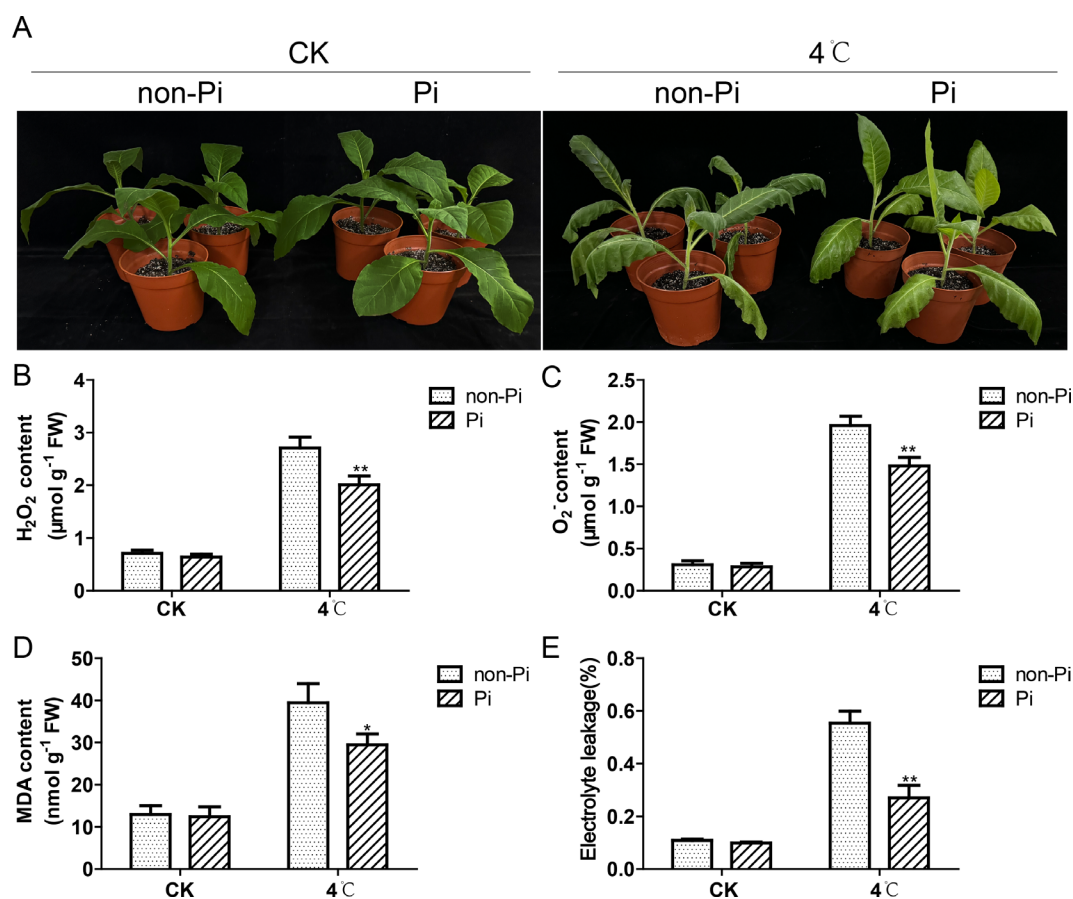 A
CK
4℃
non-Pi
Pi
non-Pi
Pi
B
H₂O₂ content
(μmol g⁻¹ FW)
4
3
2
1
0
**
CK
4℃
non-Pi
Pi
C
O₂⁻ content
(μmol g⁻¹ FW)
2.5
2.0
1.5
1.0
0.5
0.0
**
CK
4℃
non-Pi
Pi
D
MDA content
(nmol g⁻¹ FW)
50
40
30
20
10
0
*
CK
4℃
non-Pi
Pi
E
Electrolyte leakage(%)
0.8
0.6
0.4
0.2
0.0
**
CK
4℃
non-Pi
Pi